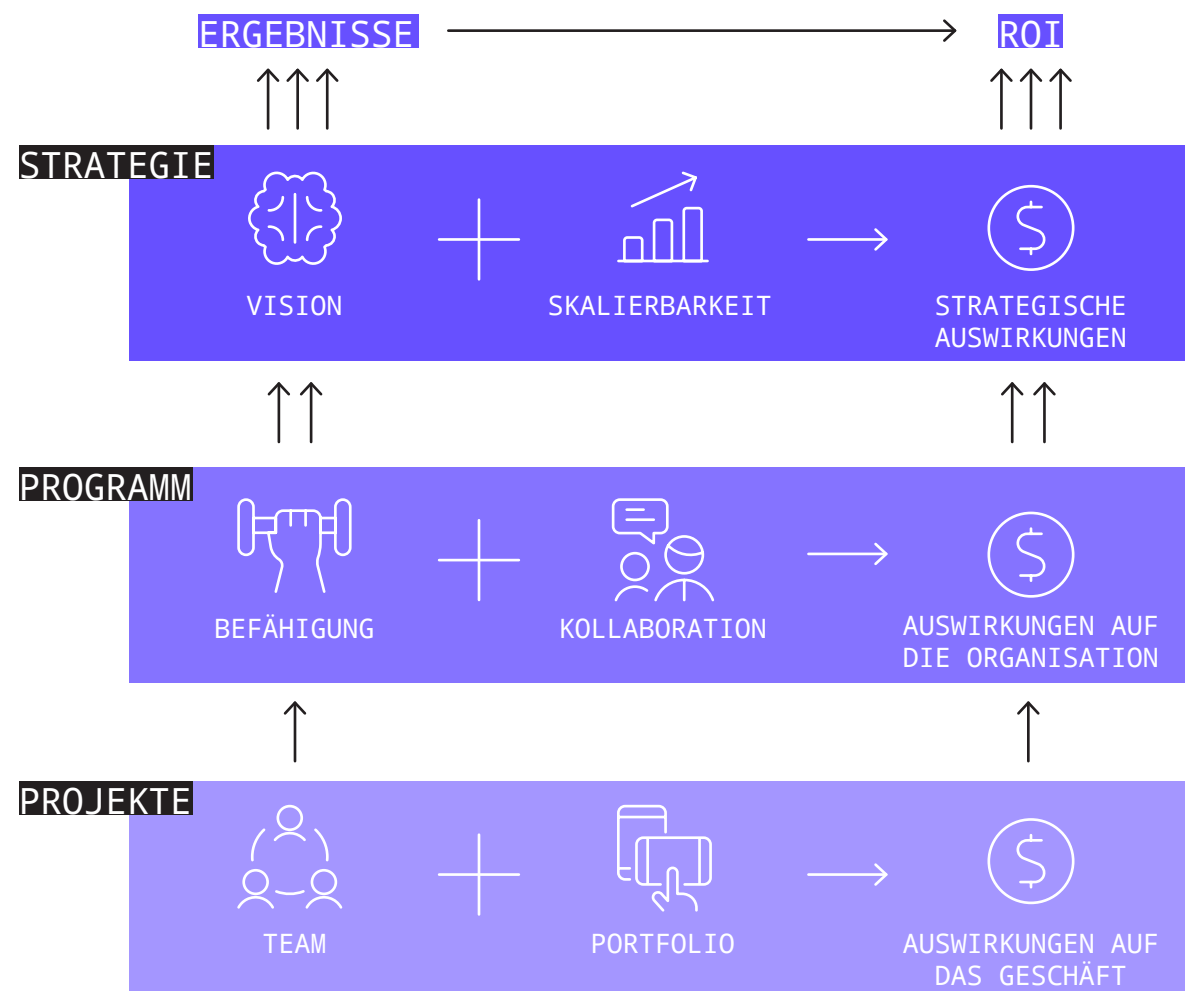 ERGEBNISSE
ROI
STRATEGIE
VISION
SKALIERBARKEIT
STRATEGISCHE
AUSWIRKUNGEN
PROGRAMM
BEFÄHIGUNG
KOLLABORATION
AUSWIRKUNGEN AUF
DIE ORGANISATION
PROJEKTE
TEAM
PORTFOLIO
AUSWIRKUNGEN AUF
DAS GESCHÄFT